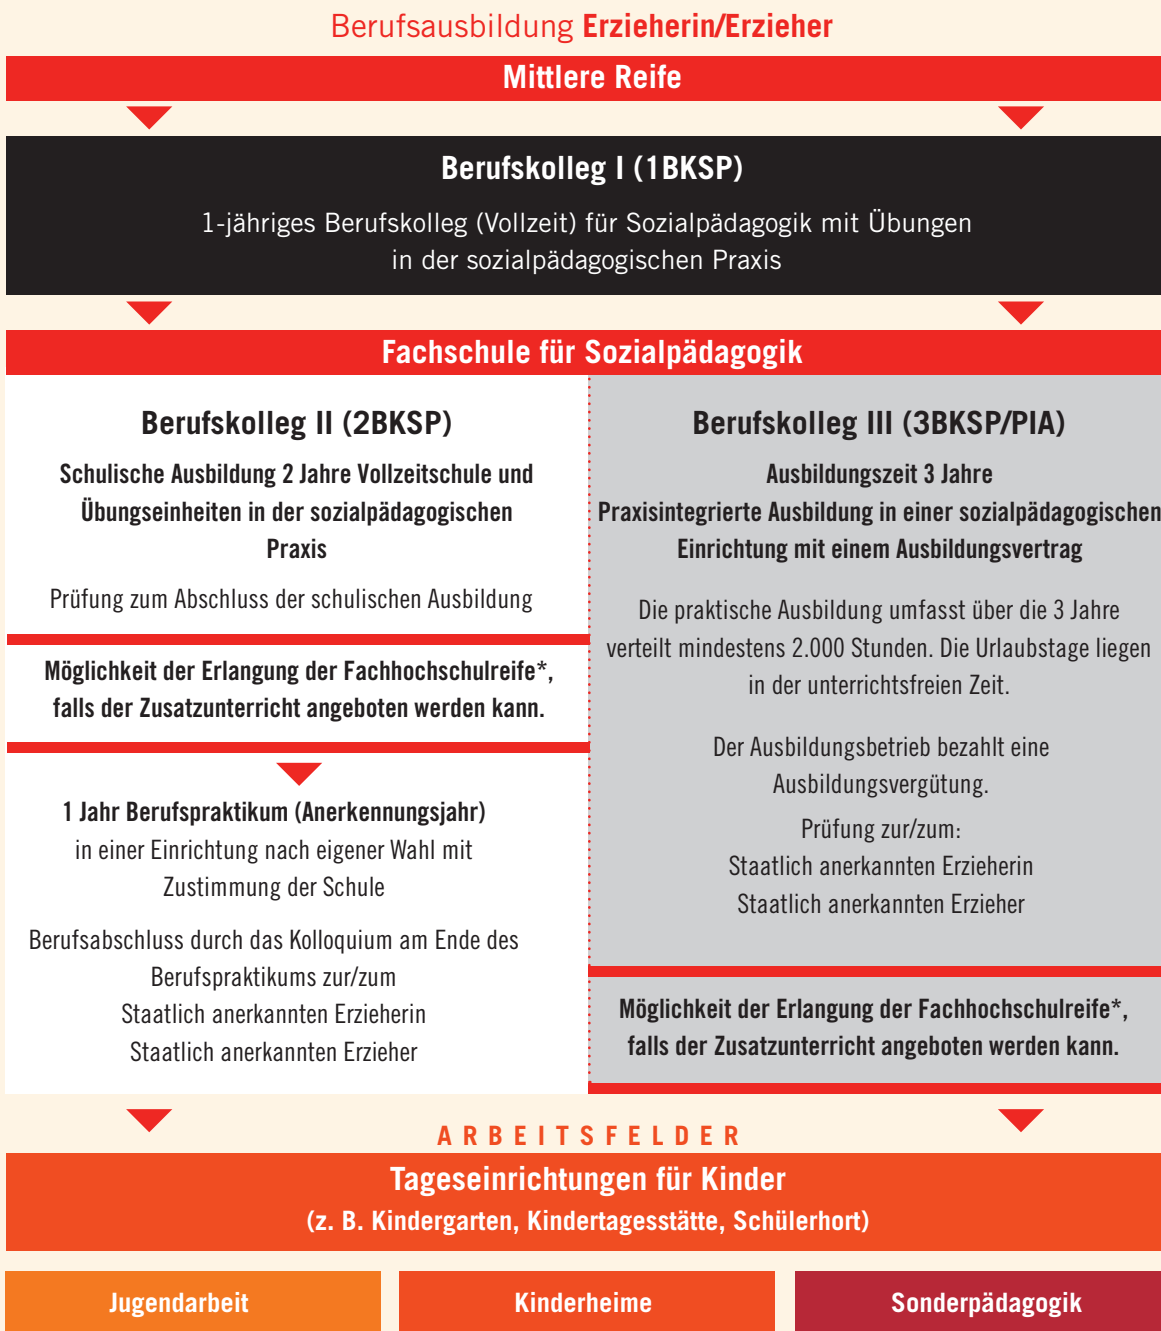 Berufsausbildung Erzieherin/Erzieher
Mittlere Reife
Berufskolleg I (1BKSP)
1-jähriges Berufskolleg (Vollzeit) für Sozialpädagogik mit Übungen
in der sozialpädagogischen Praxis
Fachschule für Sozialpädagogik
Berufskolleg II (2BKSP)
Schulische Ausbildung 2 Jahre Vollzeitschule und
Übungseinheiten in der sozialpädagogischen
Praxis
Prüfung zum Abschluss der schulischen Ausbildung
Möglichkeit der Erlangung der Fachhochschulreife*,
falls der Zusatzunterricht angeboten werden kann.
1 Jahr Berufspraktikum (Anerkennungsjahr)
in einer Einrichtung nach eigener Wahl mit
Zustimmung der Schule
Berufsabschluss durch das Kolloquium am Ende des
Berufspraktikums zur/zum
Staatlich anerkannten Erzieherin
Staatlich anerkannten Erzieher
Berufskolleg III (3BKSP/PIA)
Ausbildungszeit 3 Jahre
Praxisintegrierte Ausbildung in einer sozialpädagogischen
Einrichtung mit einem Ausbildungsvertrag
Die praktische Ausbildung umfasst über die 3 Jahre
verteilt mindestens 2.000 Stunden. Die Urlaubstage liegen
in der unterrichtsfreien Zeit.
Der Ausbildungsbetrieb bezahlt eine
Ausbildungsvergütung.
Prüfung zur/zum:
Staatlich anerkannten Erzieherin
Staatlich anerkannten Erzieher
Möglichkeit der Erlangung der Fachhochschulreife*,
falls der Zusatzunterricht angeboten werden kann.
ARBEITSFELDER
Tageseinrichtungen für Kinder
(z. B. Kindergarten, Kindertagesstätte, Schülerhort)
Jugendarbeit
Kinderheime
Sonderpädagogik